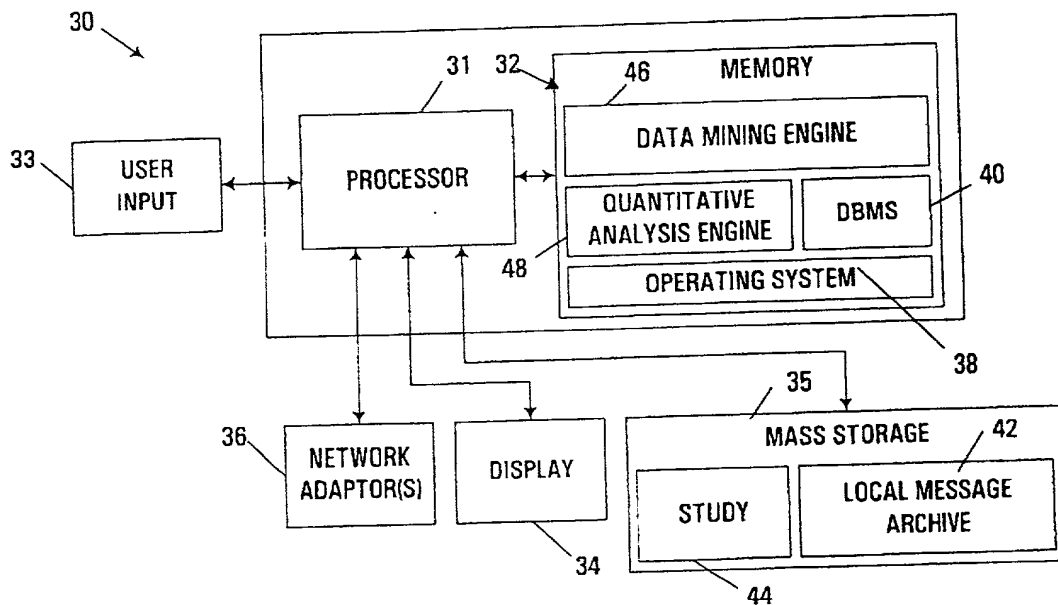 30
31
32
MEMORY
46
DATA MINING ENGINE
33
USER
INPUT
PROCESSOR
40
QUANTITATIVE
ANALYSIS ENGINE
DBMS
48
OPERATING SYSTEM
38
35
36
NETWORK
ADAPTOR(S)
DISPLAY
34
MASS STORAGE
42
STUDY
LOCAL MESSAGE
ARCHIVE
44